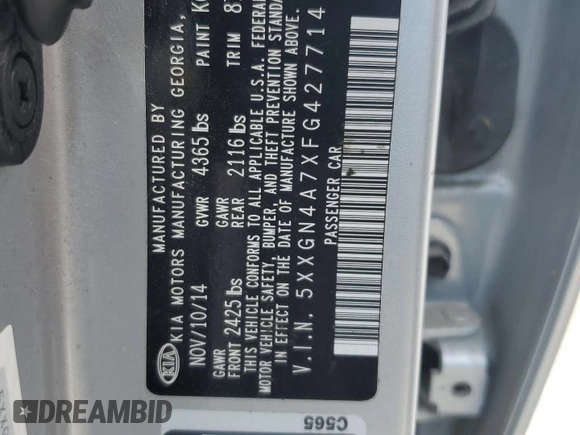 KIA
MANUFACTURED BY
KIA MOTORS MANUFACTURING GEORGIA,
NOV/10/14 GVWR 4365 lbs PAINT
GAWR FRONT 2425 lbs GAWR REAR 2116 lbs TRIM
THIS VEHICLE CONFORMS TO ALL APPLICABLE U.S.A. FEDERAL
MOTOR VEHICLE SAFETY, BUMPER, AND THEFT PREVENTION STANDA
IN EFFECT ON THE DATE OF MANUFACTURE SHOWN ABOVE.
V.I.N. 5XXGN4A7XFG427714
PASSENGER CAR
C565
DREAMBID